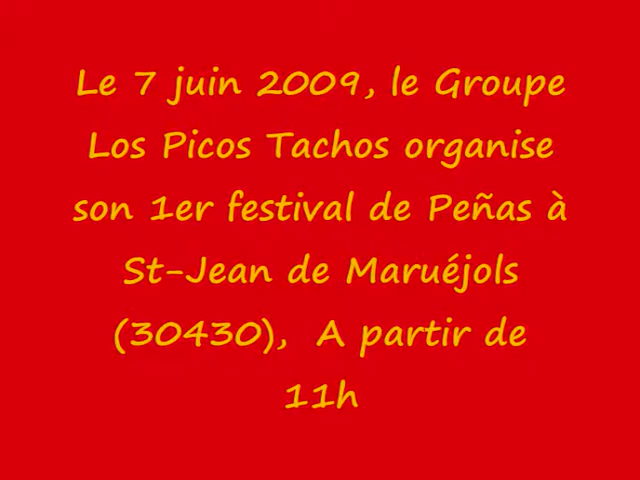 Le 7 juin 2009, le Groupe
Los Picos Tachos organise
son 1er festival de Peñas à
St-Jean de Maruéjols
(30430),  A partir de
11h